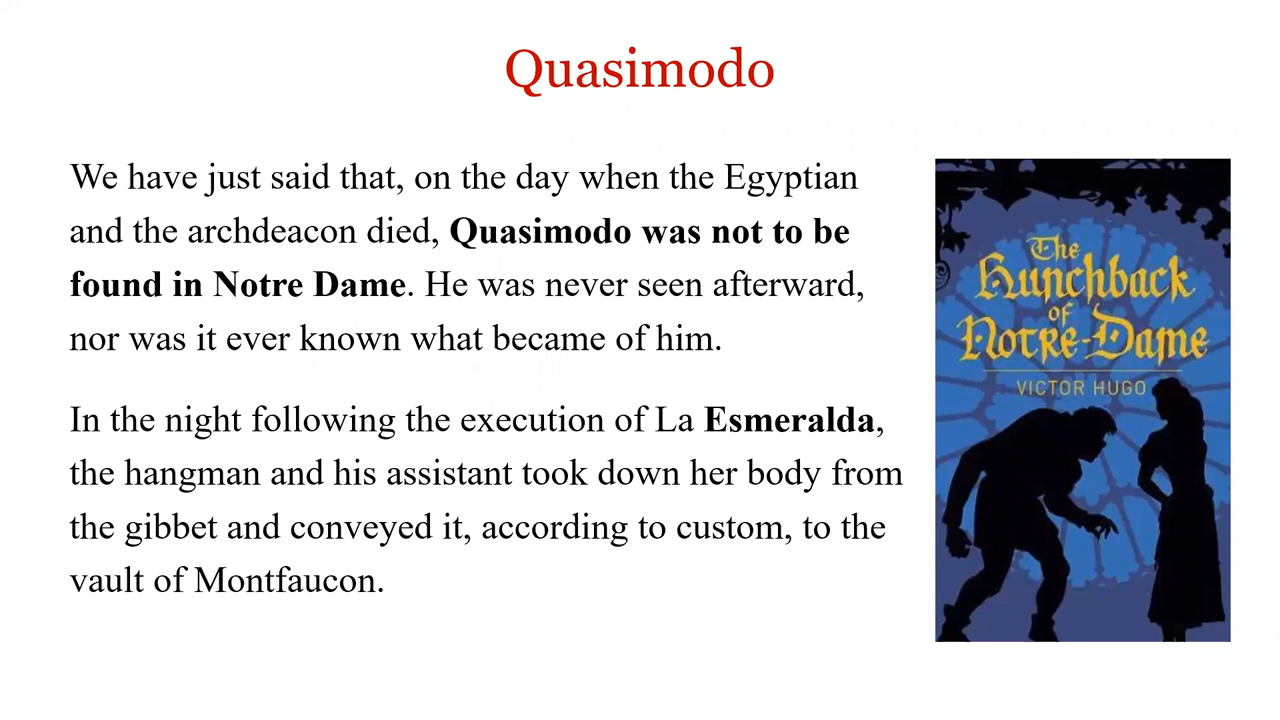 Quasimodo
We have just said that, on the day when the Egyptian
and the archdeacon died, Quasimodo was not to be
found in Notre Dame. He was never seen afterward,
nor was it ever known what became of him.
In the night following the execution of La Esmeralda,
the hangman and his assistant took down her body from
the gibbet and conveyed it, according to custom, to the
vault of Montfaucon.
The
Hunchback
of
Notre-Dame
VICTOR HUGO